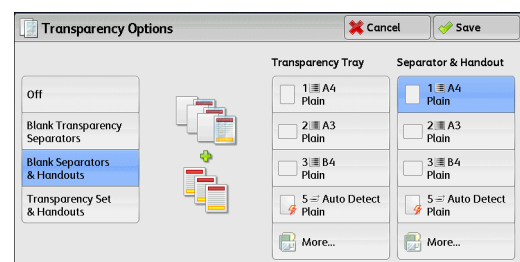 Transparency Options
Cancel
Save
Off
Blank Transparency
Separators
Blank Separators
& Handouts
Transparency Set
& Handouts
Transparency Tray
1 A4
Plain
2 A3
Plain
3 B4
Plain
5 Auto Detect
Plain
More...
Separator & Handout
1 A4
Plain
2 A3
Plain
3 B4
Plain
5 Auto Detect
Plain
More...